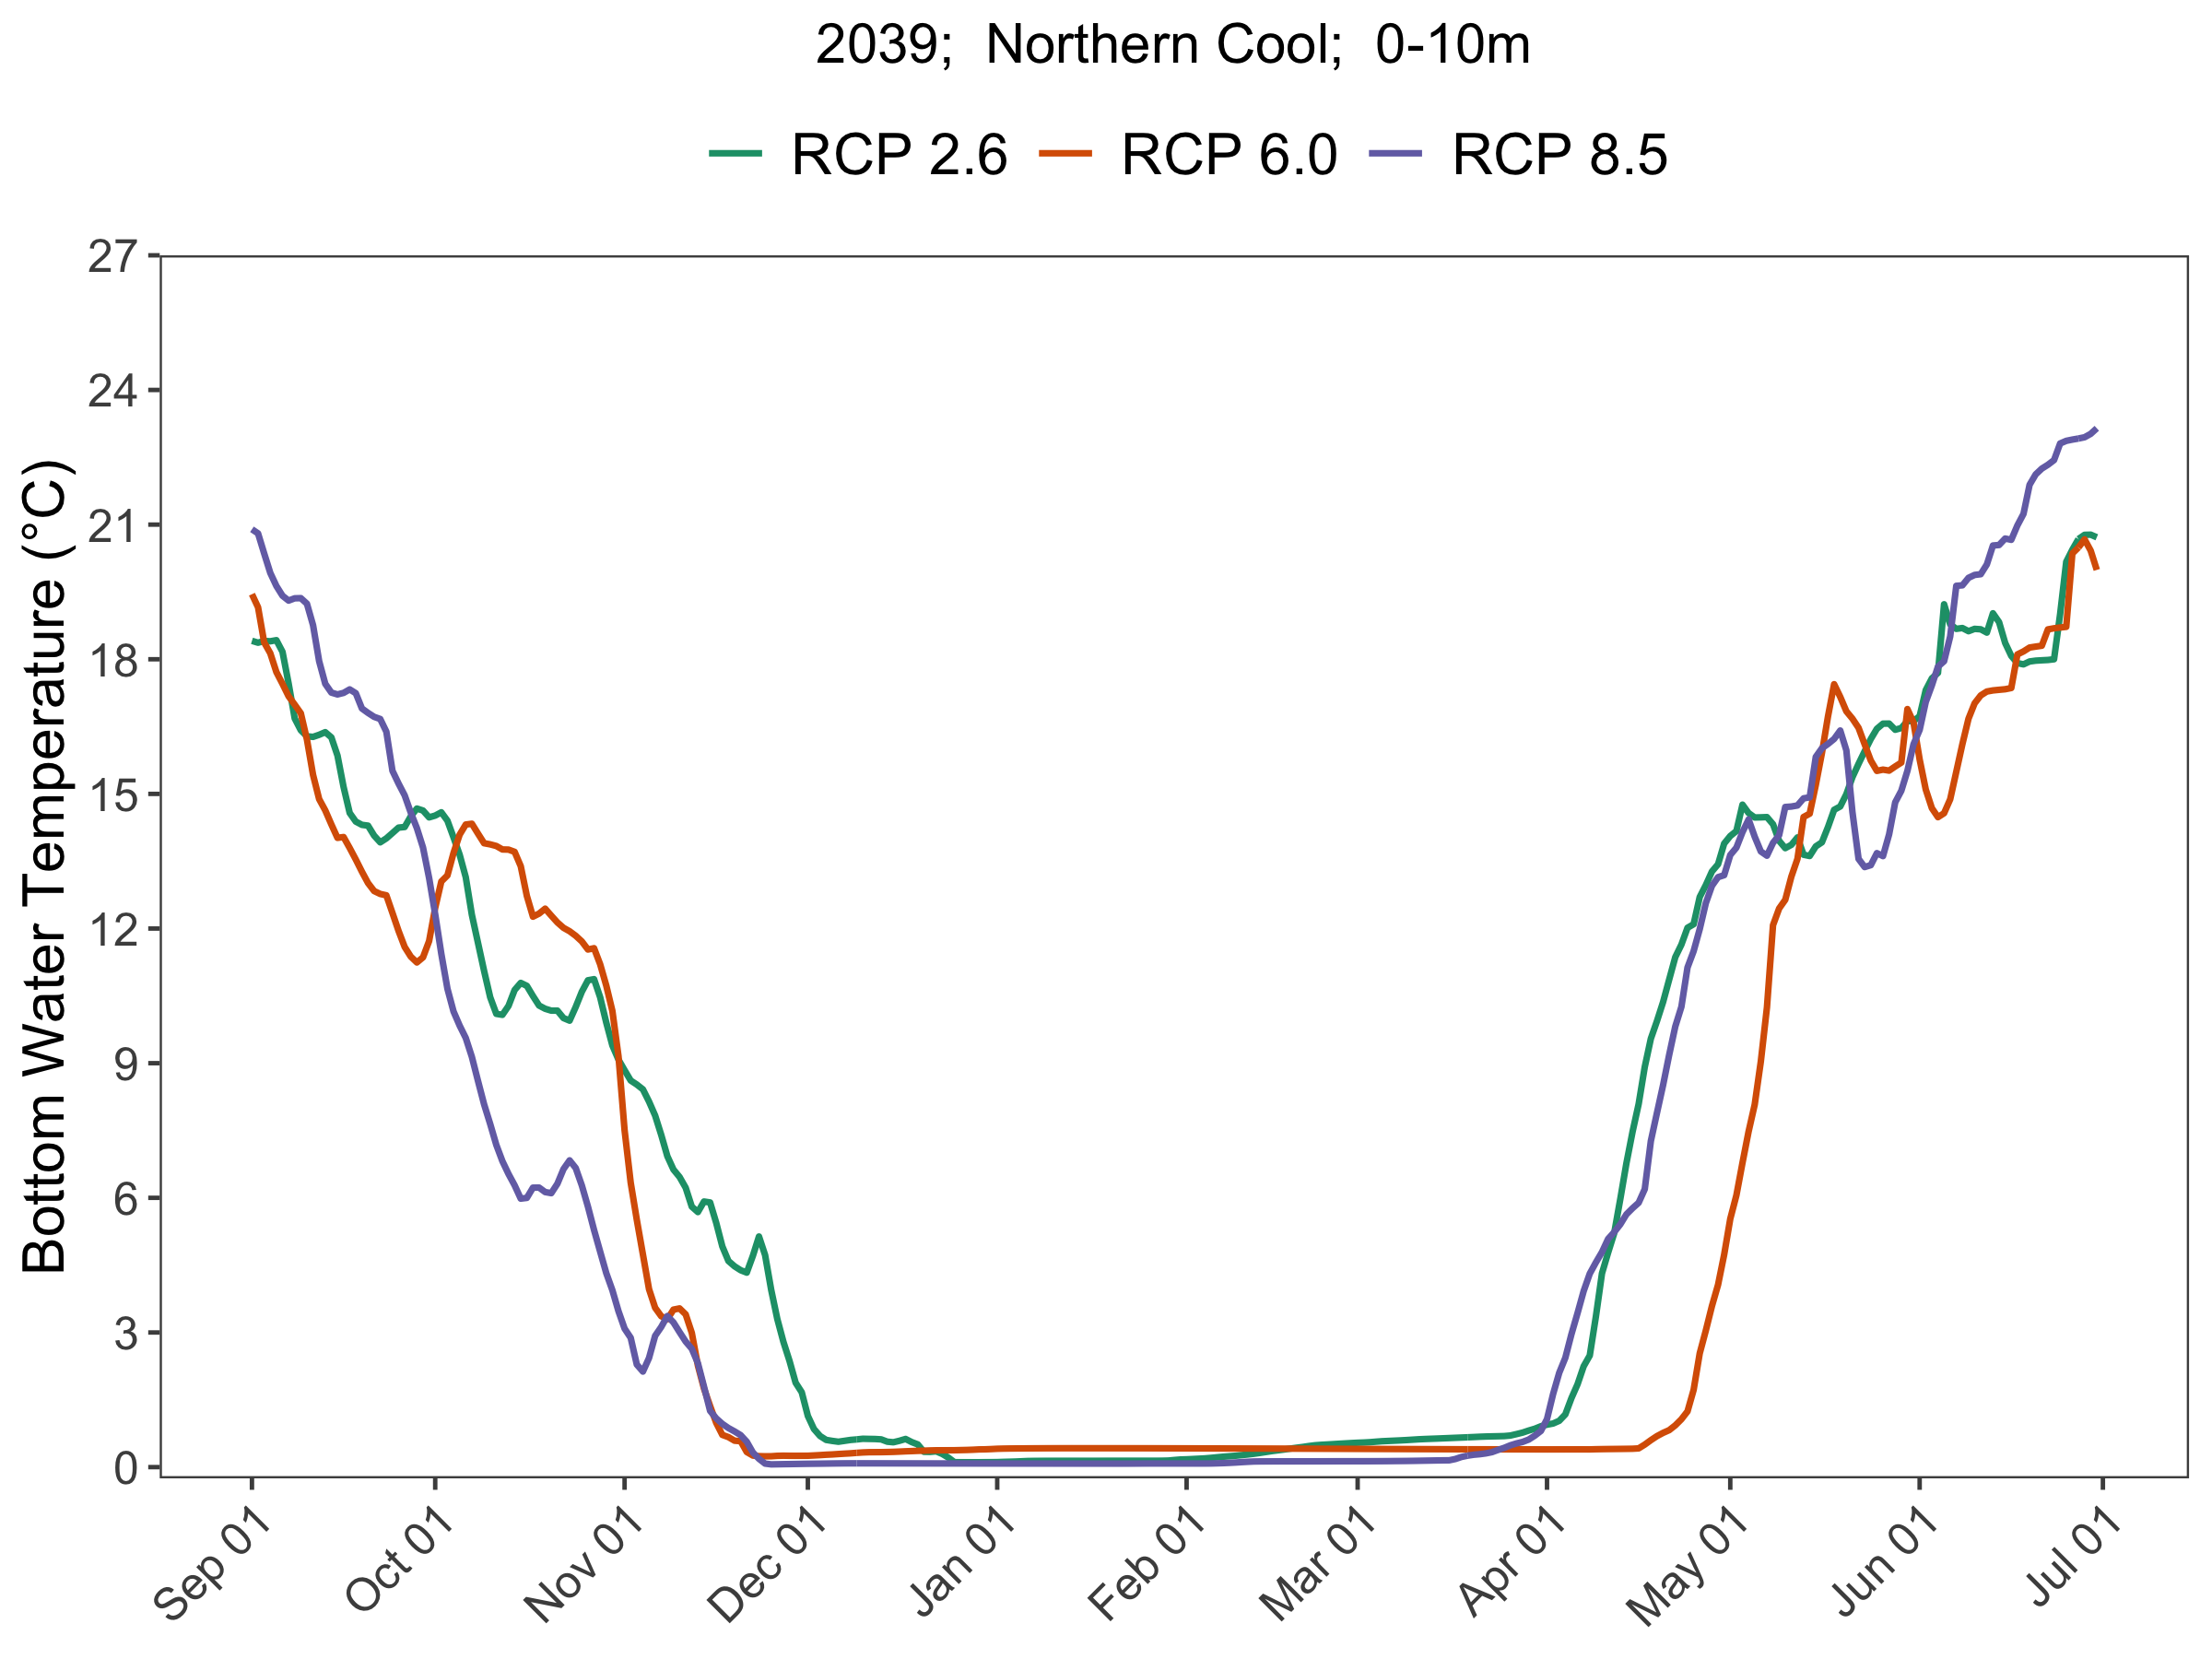 2039;  Northern Cool;  0-10m
RCP 2.6 RCP 6.0 RCP 8.5
Bottom Water Temperature (°C)
27
24
21
18
15
12
9
6
3
0
Sep 01 Oct 01 Nov 01 Dec 01 Jan 01 Feb 01 Mar 01 Apr 01 May 01 Jun 01 Jul 01